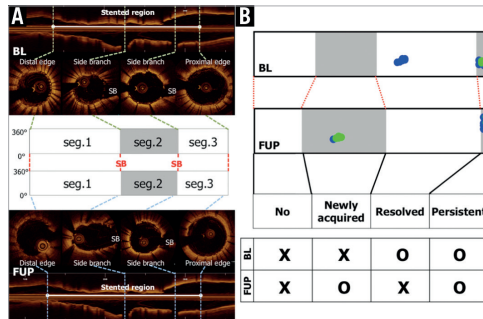 A
Stented region
BL
Distal edge Side branch Side branch Proximal edge
SB SB
360°
seg.1 seg.2 seg.3
0°
SB SB
360°
seg.1 seg.2 seg.3
0°
SB SB
Distal edge Side branch Side branch Proximal edge
FUP
Stented region
B
BL
FUP
No Newly acquired Resolved Persistent
BL X X O O
FUP X O X O